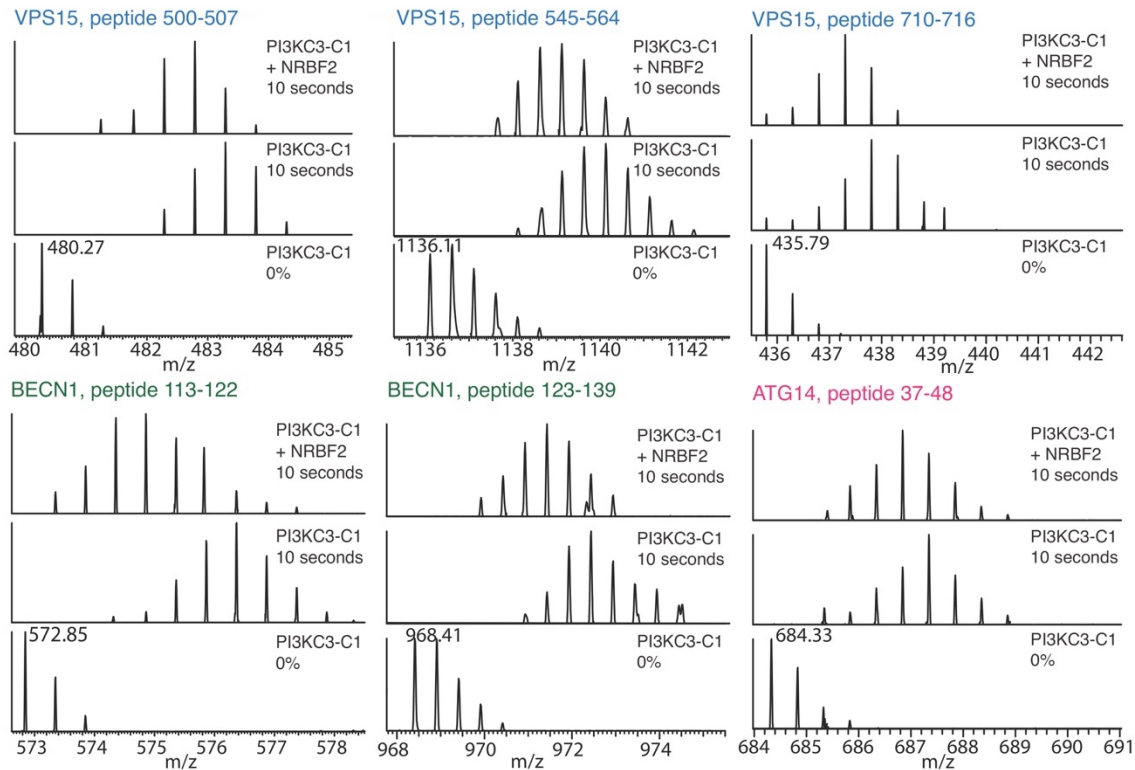 VPS15, peptide 500-507
PI3KC3-C1
+ NRBF2
10 seconds
PI3KC3-C1
10 seconds
480.27
PI3KC3-C1
0%
480 481 482 483 484 485
m/z
VPS15, peptide 545-564
PI3KC3-C1
+ NRBF2
10 seconds
PI3KC3-C1
10 seconds
1136.11
PI3KC3-C1
0%
1136 1138 1140 1142
m/z
VPS15, peptide 710-716
PI3KC3-C1
+ NRBF2
10 seconds
PI3KC3-C1
10 seconds
435.79
PI3KC3-C1
0%
436 437 438 439 440 441 442
m/z
BECN1, peptide 113-122
PI3KC3-C1
+ NRBF2
10 seconds
PI3KC3-C1
10 seconds
572.85
PI3KC3-C1
0%
573 574 575 576 577 578
m/z
BECN1, peptide 123-139
PI3KC3-C1
+ NRBF2
10 seconds
PI3KC3-C1
10 seconds
968.41
PI3KC3-C1
0%
968 970 972 974
m/z
ATG14, peptide 37-48
PI3KC3-C1
+ NRBF2
10 seconds
PI3KC3-C1
10 seconds
684.33
PI3KC3-C1
0%
684 685 686 687 688 689 690 691
m/z